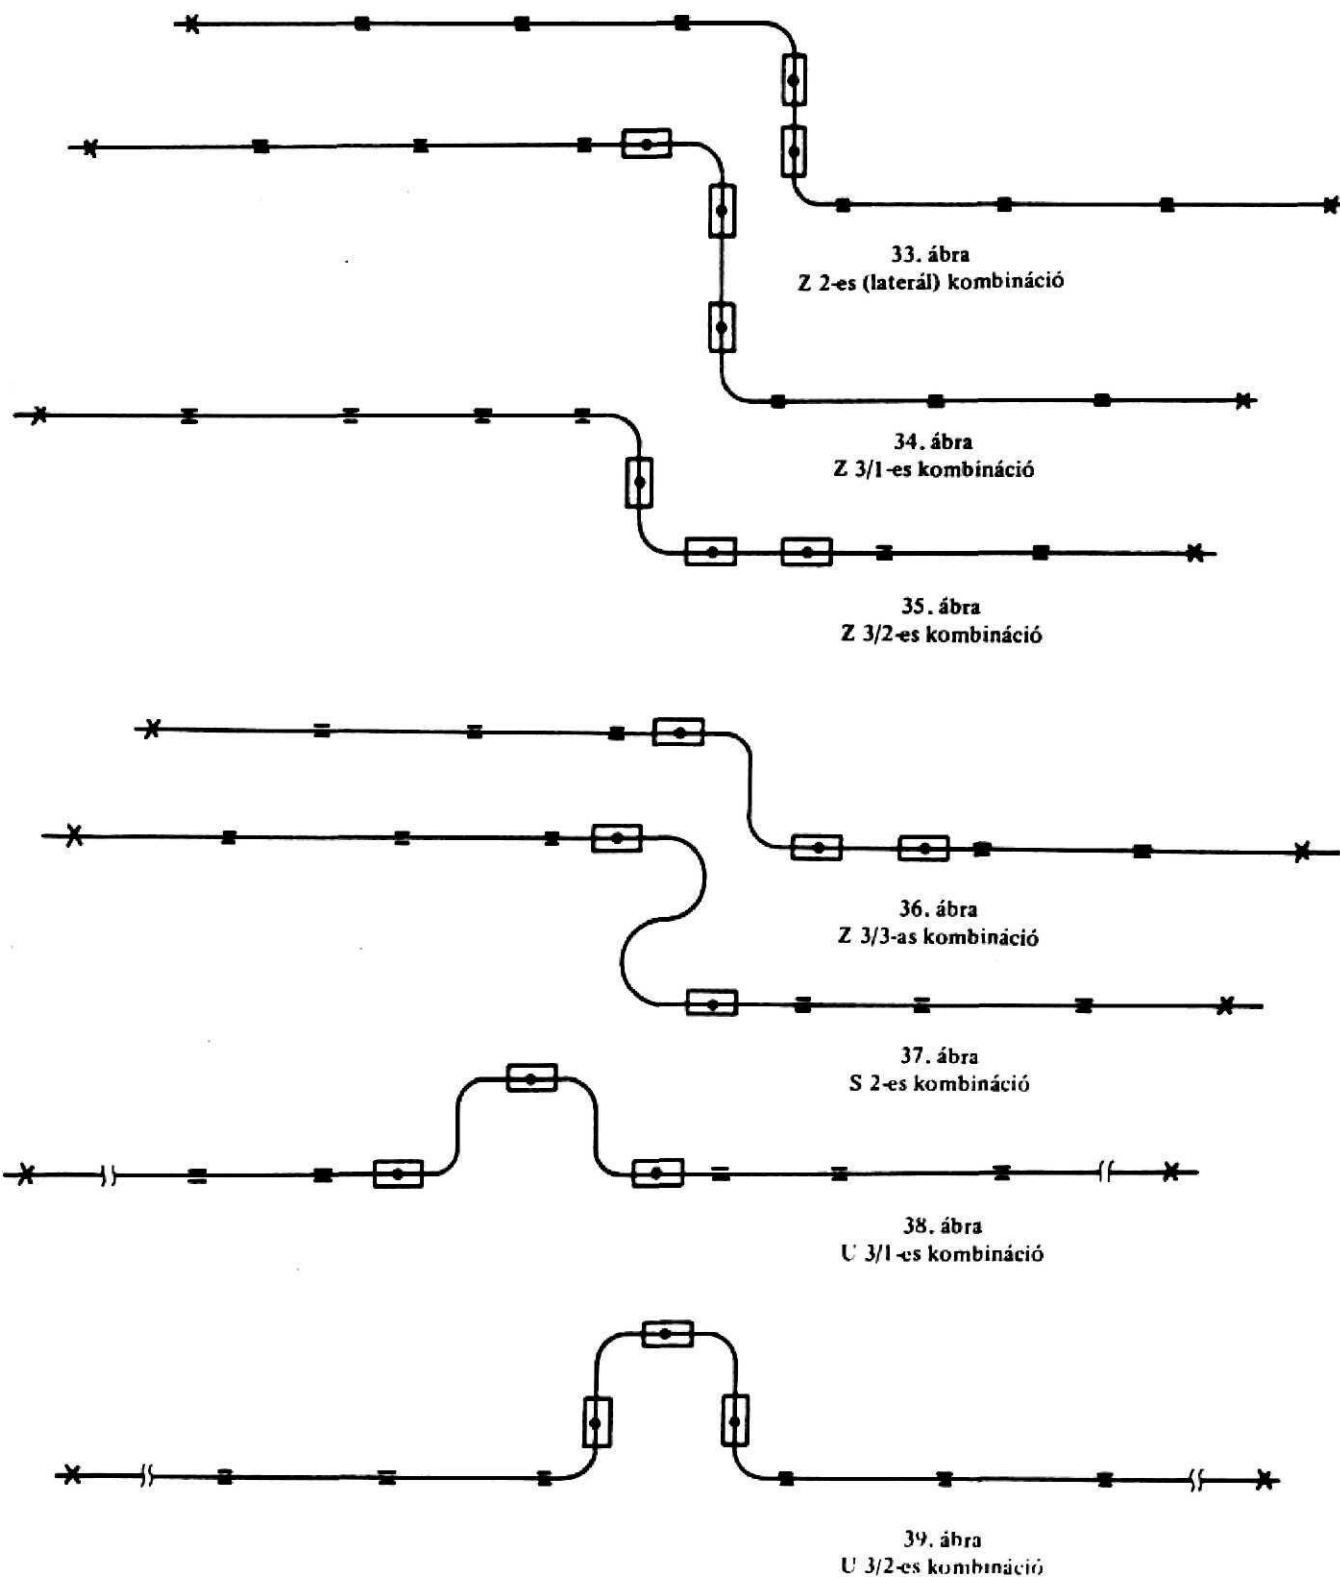 33. ábra
Z 2-es (laterál) kombináció
34. ábra
Z 3/1-es kombináció
35. ábra
Z 3/2-es kombináció
36. ábra
Z 3/3-as kombináció
37. ábra
S 2-es kombináció
38. ábra
U 3/1-es kombináció
39. ábra
U 3/2-es kombináció